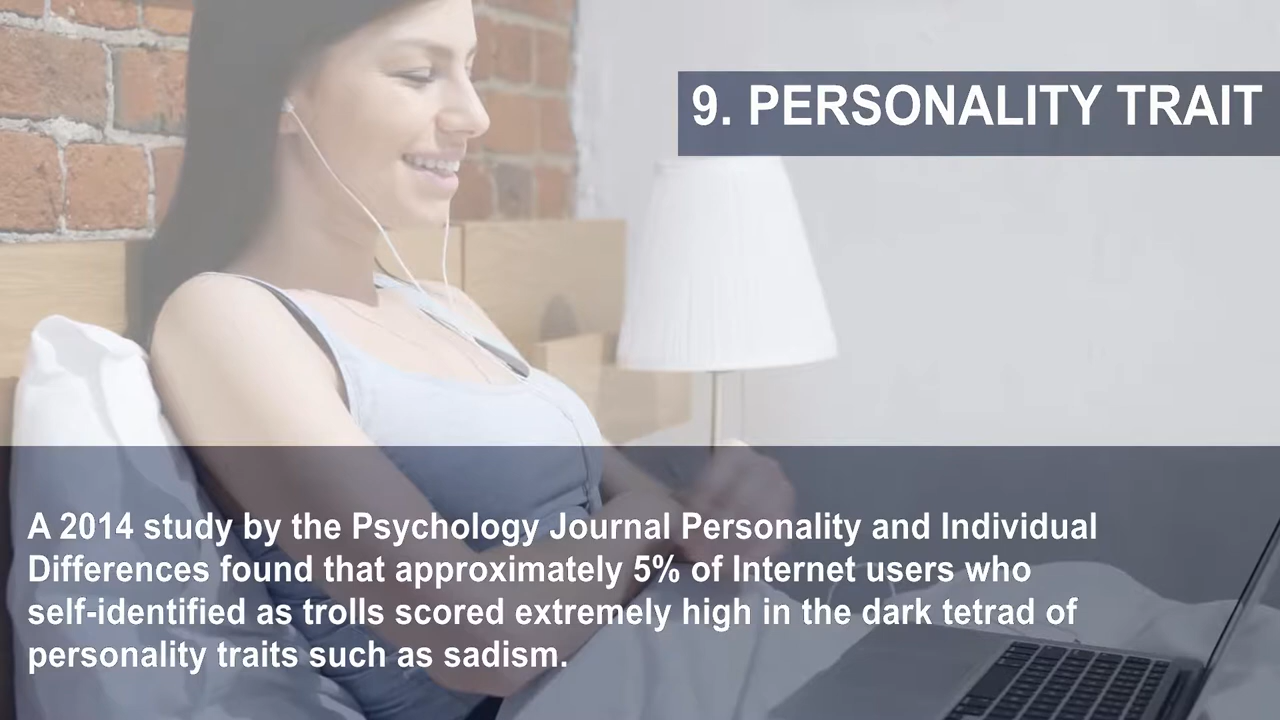 9. PERSONALITY TRAIT
A 2014 study by the Psychology Journal Personality and Individual
Differences found that approximately 5% of Internet users who
self-identified as trolls scored extremely high in the dark tetrad of
personality traits such as sadism.